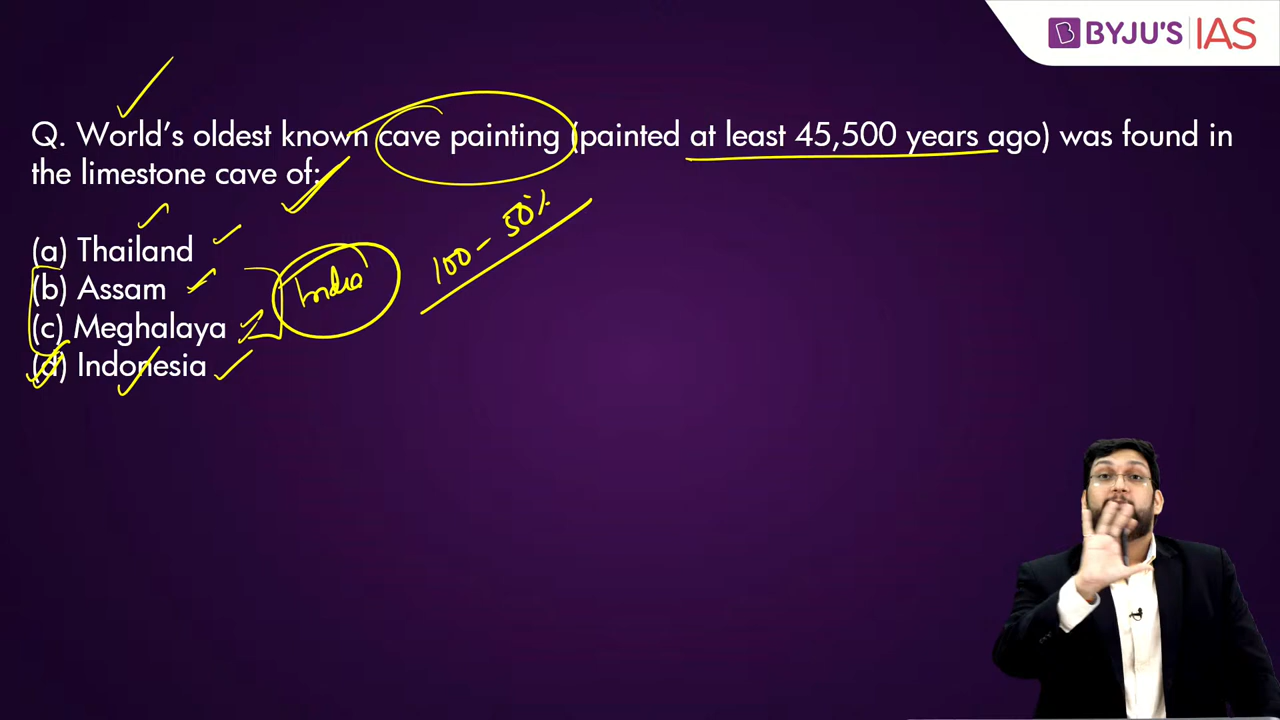 BYJU'S IAS
Q. World's oldest known cave painting (painted at least 45,500 years ago) was found in
the limestone cave of:
(a) Thailand
(b) Assam
(c) Meghalaya
(d) Indonesia
India
100 - 50%